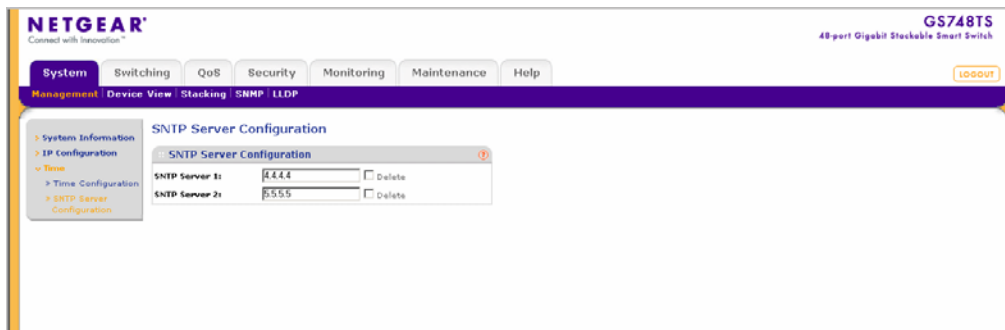 NETGEAR
Connect with Innovation™
GS748TS
48-port Gigabit Stackable Smart Switch
System Switching QoS Security Monitoring Maintenance Help
LOGOUT
Management Device View Stacking SNMP LLDP
> System Information
> IP Configuration
Time
> Time Configuration
> SNTP Server
Configuration
SNTP Server Configuration
SNTP Server Configuration
SNTP Server 1: 4.4.4.4 Delete
SNTP Server 2: 5.5.5.5 Delete